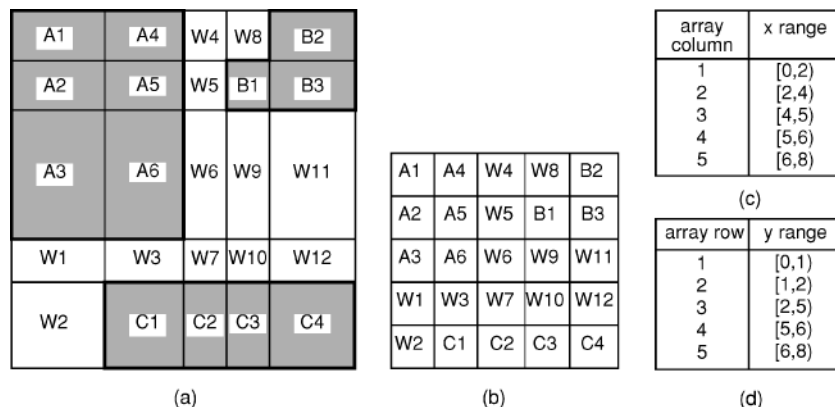 A1 A4 W4 W8 B2
A2 A5 W5 B1 B3
A3 A6 W6 W9 W11
W1 W3 W7 W10 W12
W2 C1 C2 C3 C4
(a)
A1 A4 W4 W8 B2
A2 A5 W5 B1 B3
A3 A6 W6 W9 W11
W1 W3 W7 W10 W12
W2 C1 C2 C3 C4
(b)
array column x range
1 [0,2)
2 [2,4)
3 [4,5)
4 [5,6)
5 [6,8)
(c)
array row y range
1 [0,1)
2 [1,2)
3 [2,5)
4 [5,6)
5 [6,8)
(d)